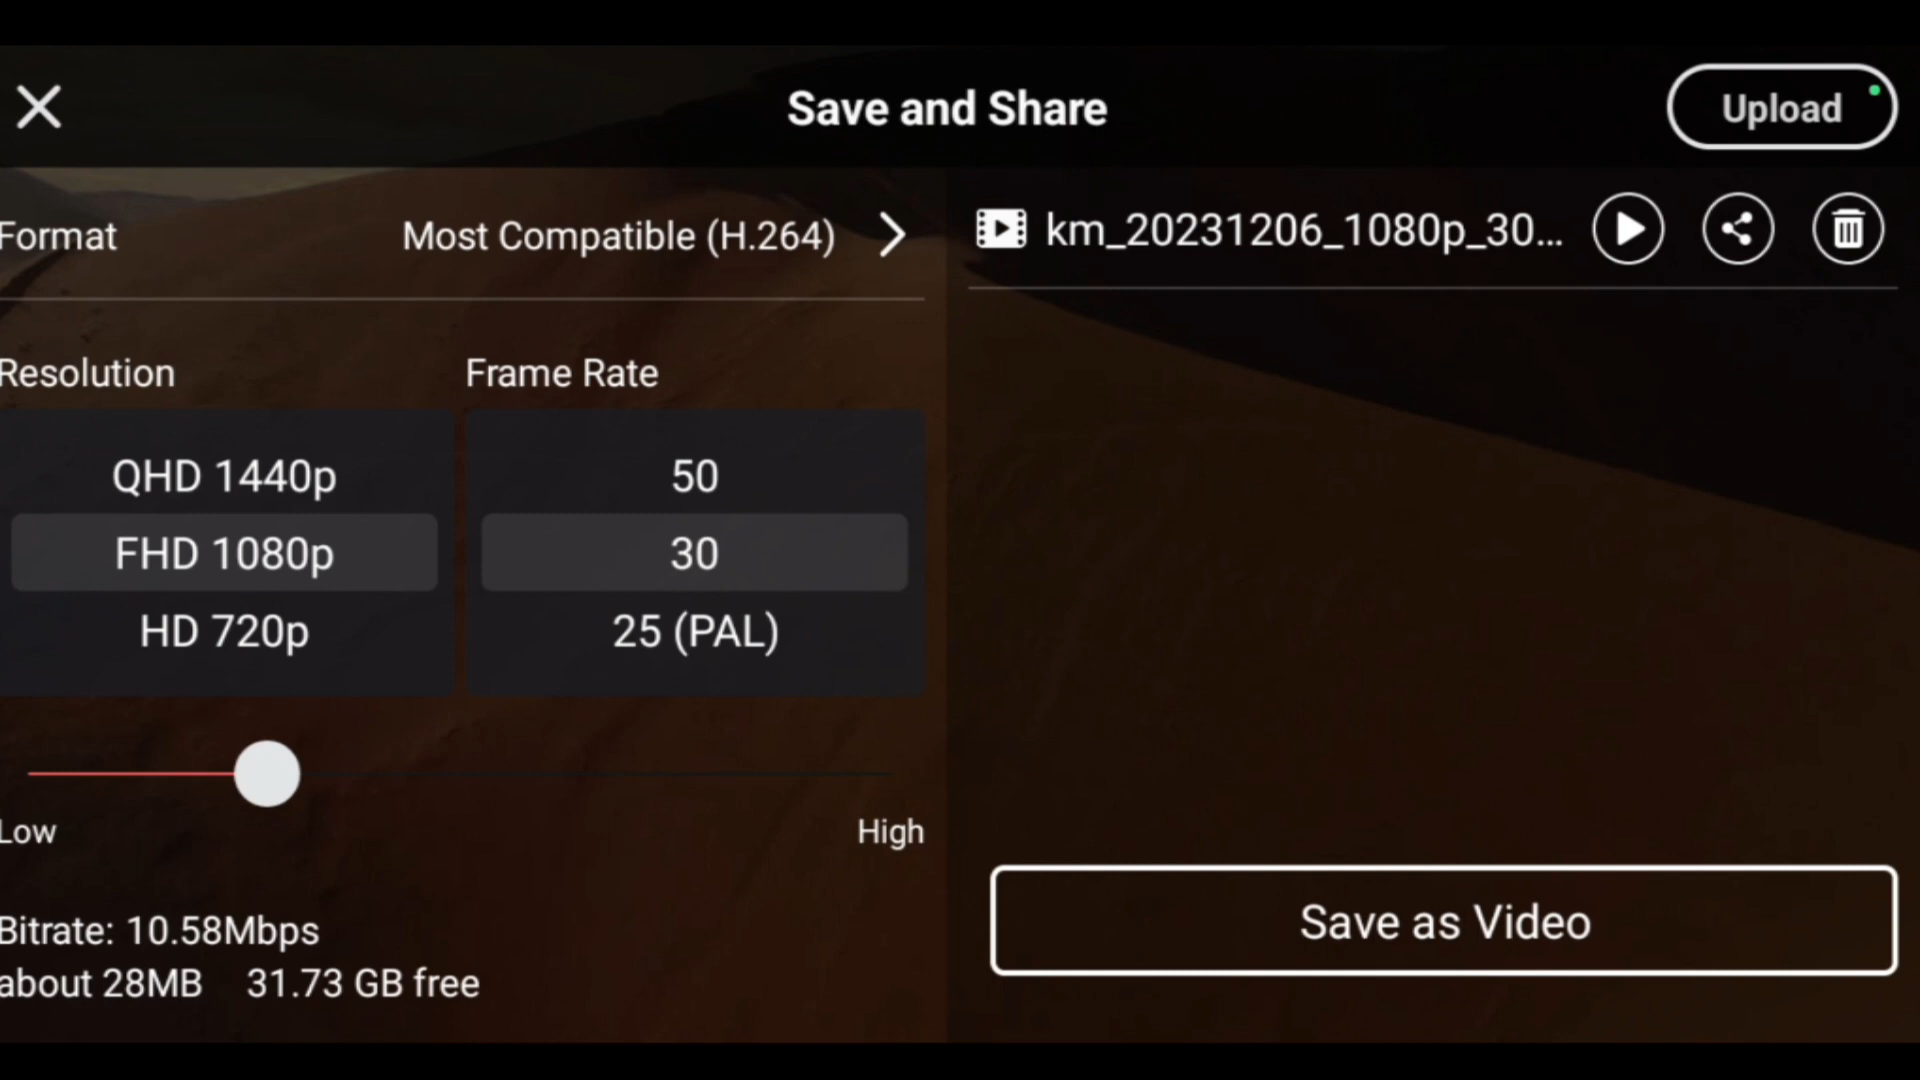 Save and Share
Upload
Format
Most Compatible (H.264)
km_20231206_1080p_30...
Resolution
Frame Rate
QHD 1440p
FHD 1080p
HD 720p
50
30
25 (PAL)
Low
High
Bitrate: 10.58Mbps
about 28MB 31.73 GB free
Save as Video